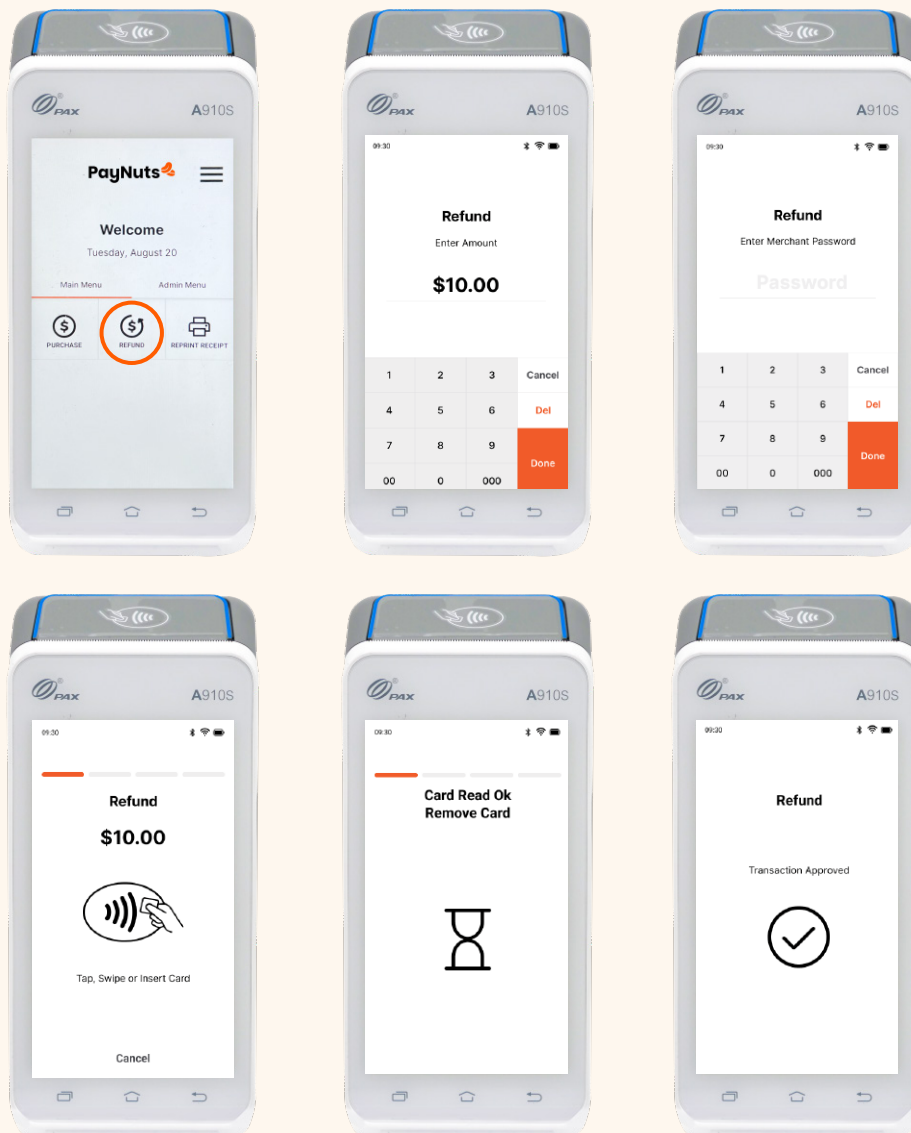 PAX A910S
PayNuts
Welcome
Tuesday, August 20
Main Menu Admin Menu
PURCHASE REFUND REPRINT RECEIPT
PAX A910S
09:30
Refund
Enter Amount
$10.00
1 2 3 Cancel
4 5 6 Del
7 8 9
Done
00 0 000
PAX A910S
09:30
Refund
Enter Merchant Password
Password
1 2 3 Cancel
4 5 6 Del
7 8 9
Done
00 0 000
PAX A910S
09:30
Refund
$10.00
Tap, Swipe or Insert Card
Cancel
PAX A910S
09:30
Card Read Ok
Remove Card
PAX A910S
09:30
Refund
Transaction Approved